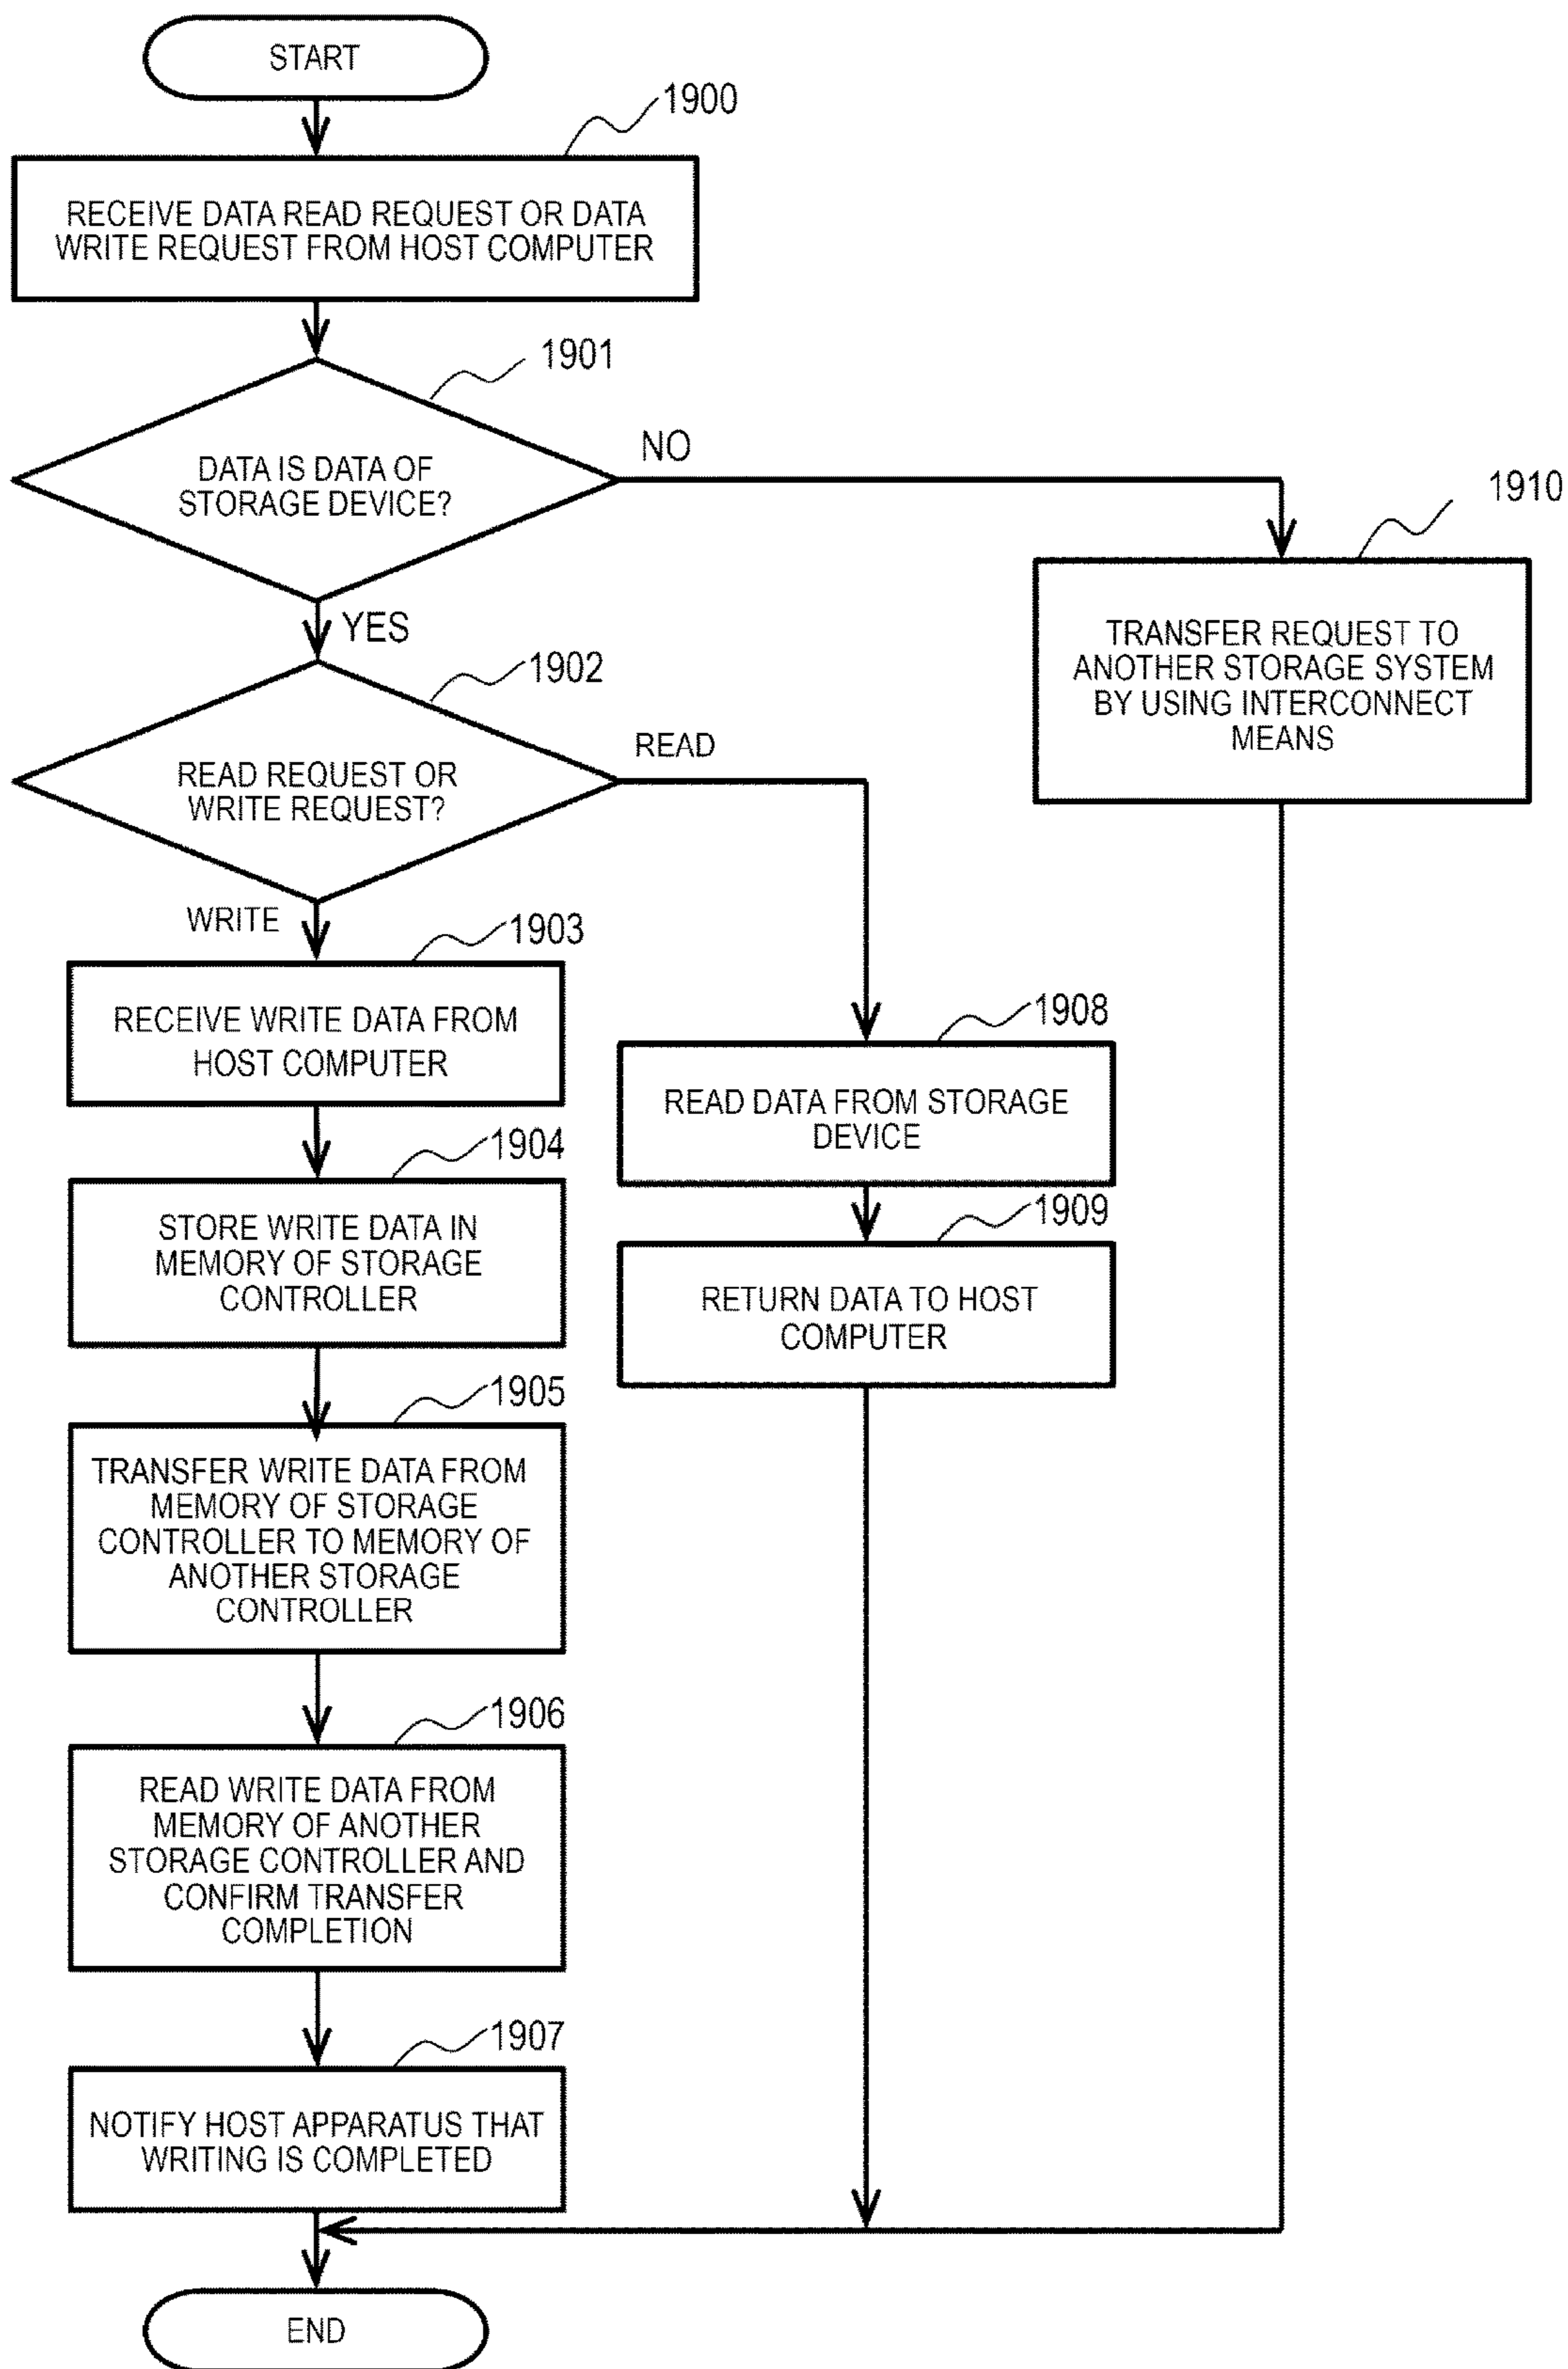 START
1900
RECEIVE DATA READ REQUEST OR DATA
WRITE REQUEST FROM HOST COMPUTER
1901
DATA IS DATA OF
STORAGE DEVICE?
NO
1910
TRANSFER REQUEST TO
ANOTHER STORAGE SYSTEM
BY USING INTERCONNECT
MEANS
YES
1902
READ REQUEST OR
WRITE REQUEST?
READ
WRITE
1903
RECEIVE WRITE DATA FROM
HOST COMPUTER
1904
STORE WRITE DATA IN
MEMORY OF STORAGE
CONTROLLER
1905
TRANSFER WRITE DATA FROM
MEMORY OF STORAGE
CONTROLLER TO MEMORY OF
ANOTHER STORAGE
CONTROLLER
1906
READ WRITE DATA FROM
MEMORY OF ANOTHER
STORAGE CONTROLLER AND
CONFIRM TRANSFER
COMPLETION
1907
NOTIFY HOST APPARATUS THAT
WRITING IS COMPLETED
1908
READ DATA FROM STORAGE
DEVICE
1909
RETURN DATA TO HOST
COMPUTER
END